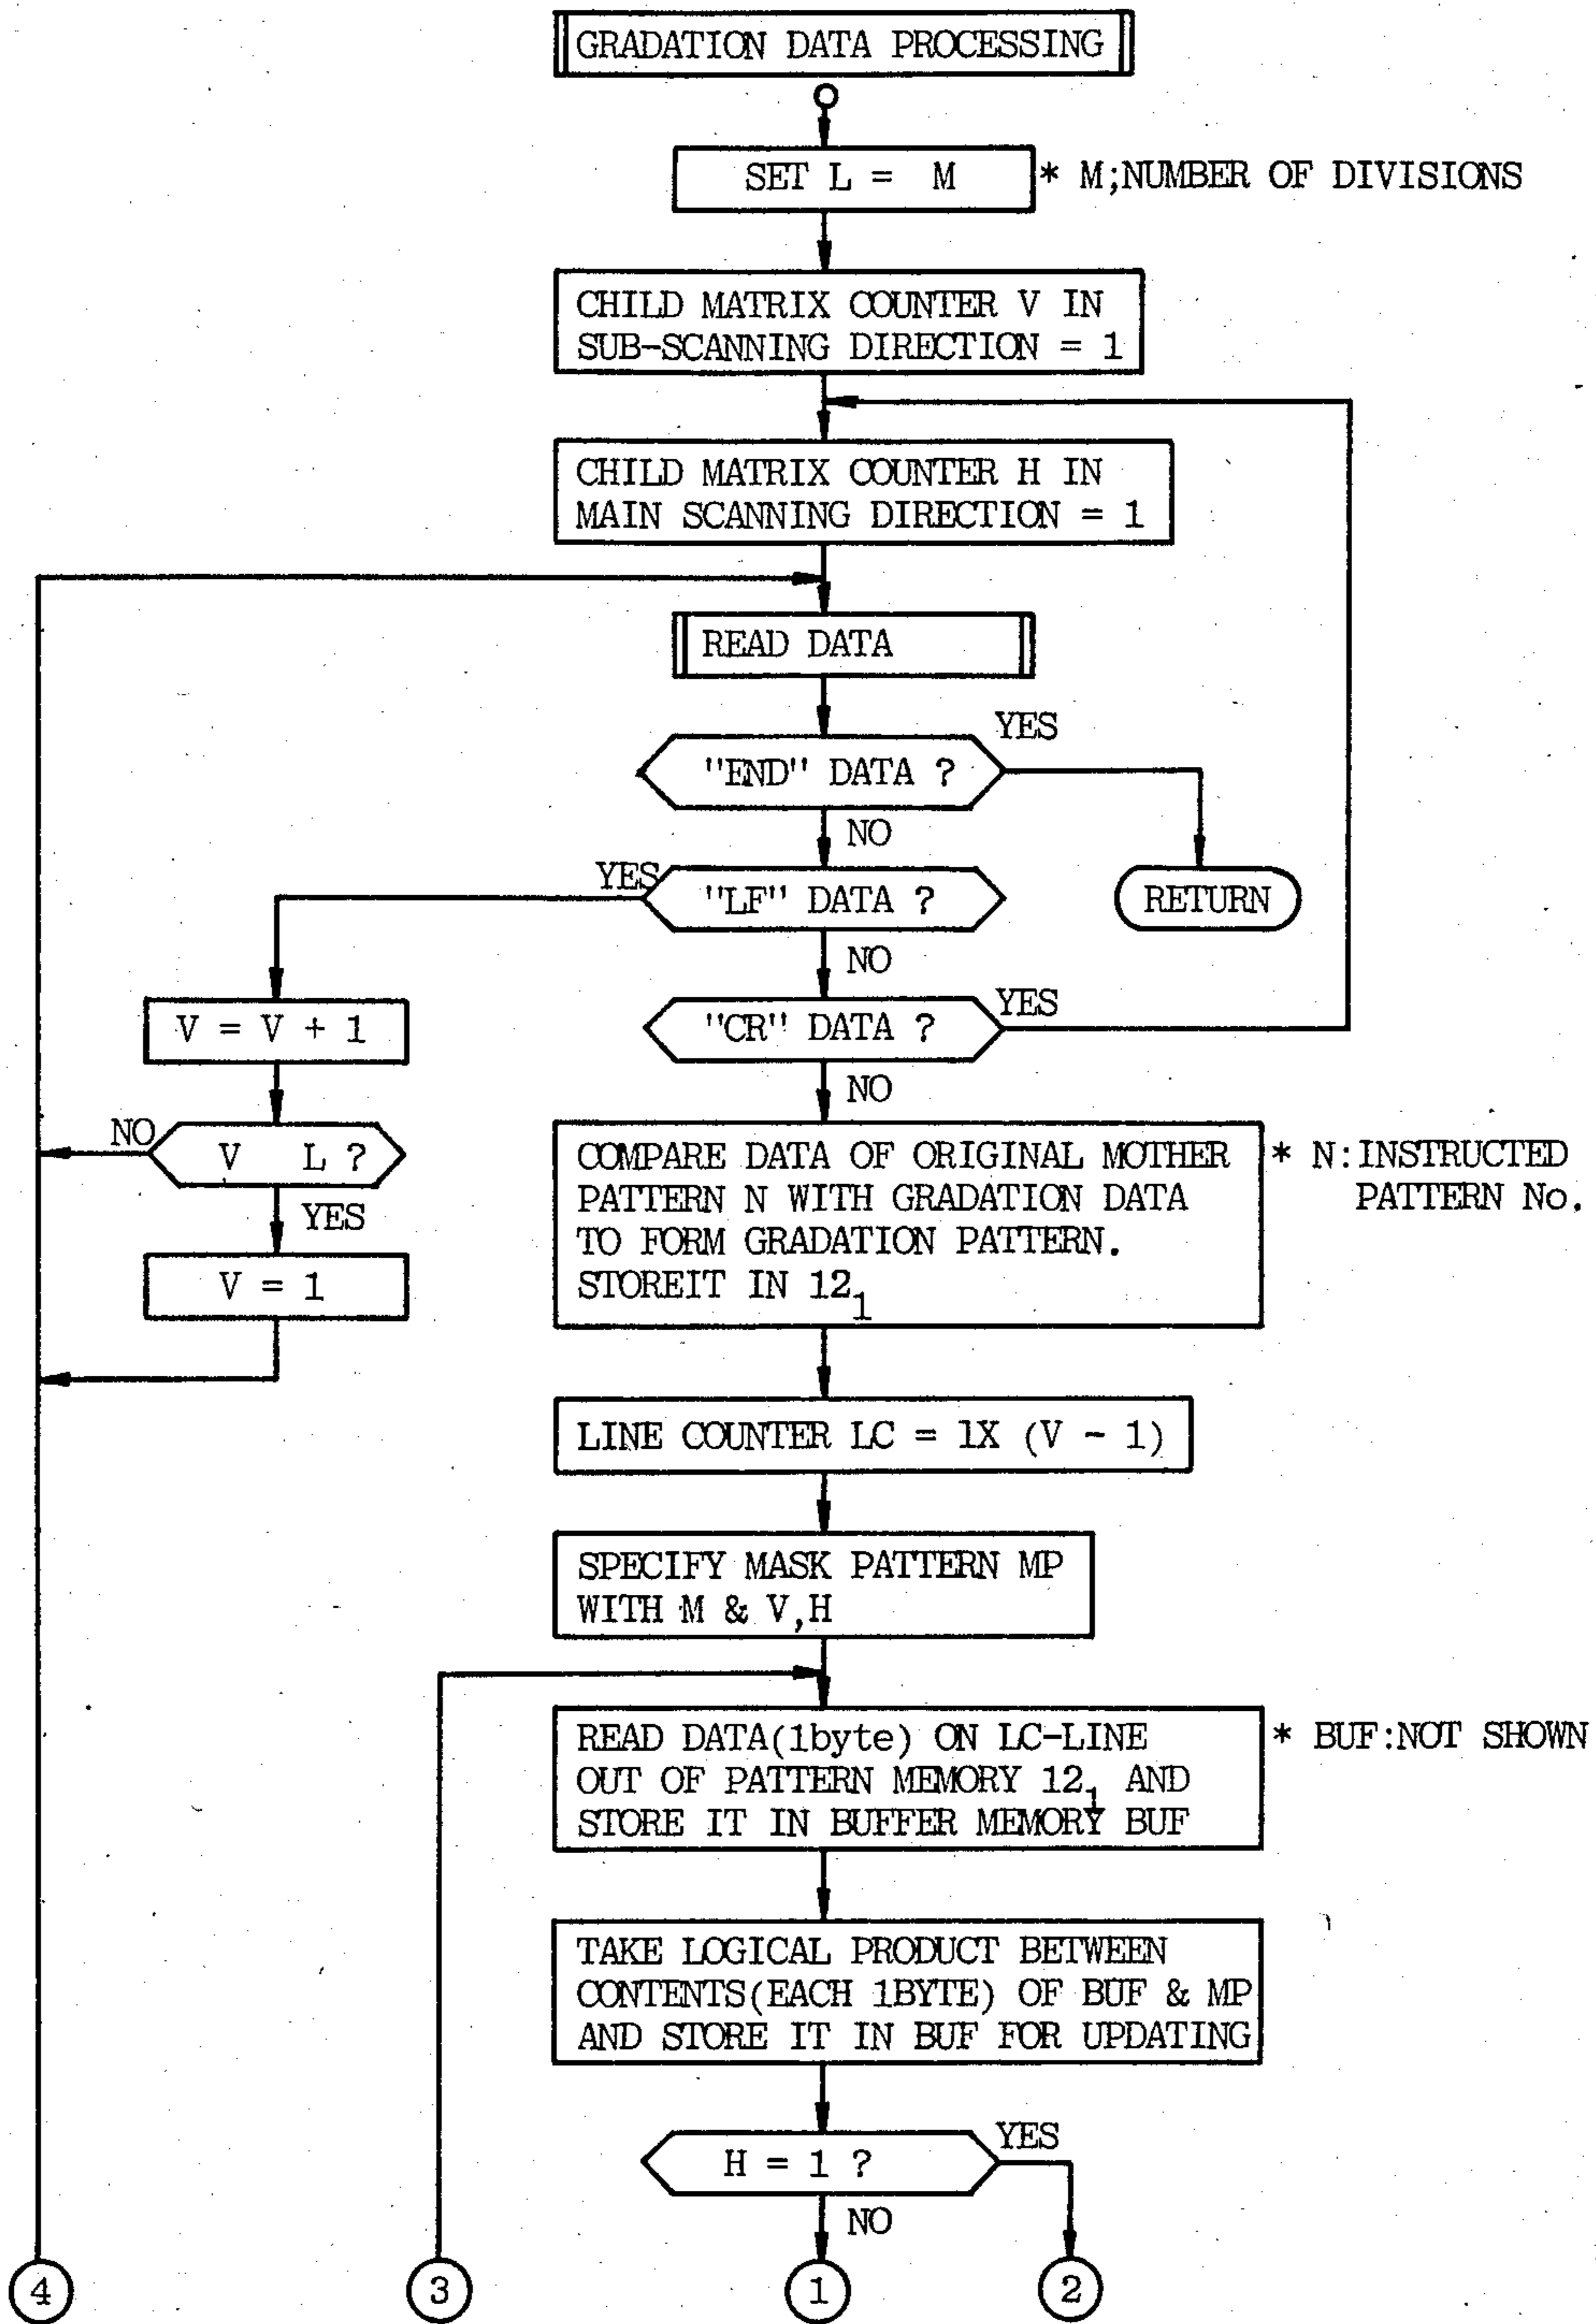 GRADATION DATA PROCESSING
SET L = M
* M;NUMBER OF DIVISIONS
CHILD MATRIX COUNTER V IN
SUB-SCANNING DIRECTION = 1
CHILD MATRIX COUNTER H IN
MAIN SCANNING DIRECTION = 1
READ DATA
"END" DATA ?
YES
NO
RETURN
"LF" DATA ?
YES
NO
"CR" DATA ?
YES
NO
V = V + 1
V L ?
NO
YES
V = 1
COMPARE DATA OF ORIGINAL MOTHER
PATTERN N WITH GRADATION DATA
TO FORM GRADATION PATTERN.
STOREIT IN 12₁
* N:INSTRUCTED
PATTERN No.
LINE COUNTER LC = 1X (V - 1)
SPECIFY MASK PATTERN MP
WITH M & V,H
READ DATA(1byte) ON LC-LINE
OUT OF PATTERN MEMORY 12₁ AND
STORE IT IN BUFFER MEMORY BUF
* BUF:NOT SHOWN
TAKE LOGICAL PRODUCT BETWEEN
CONTENTS(EACH 1BYTE) OF BUF & MP
AND STORE IT IN BUF FOR UPDATING
H = 1 ?
YES
NO
4
3
1
2